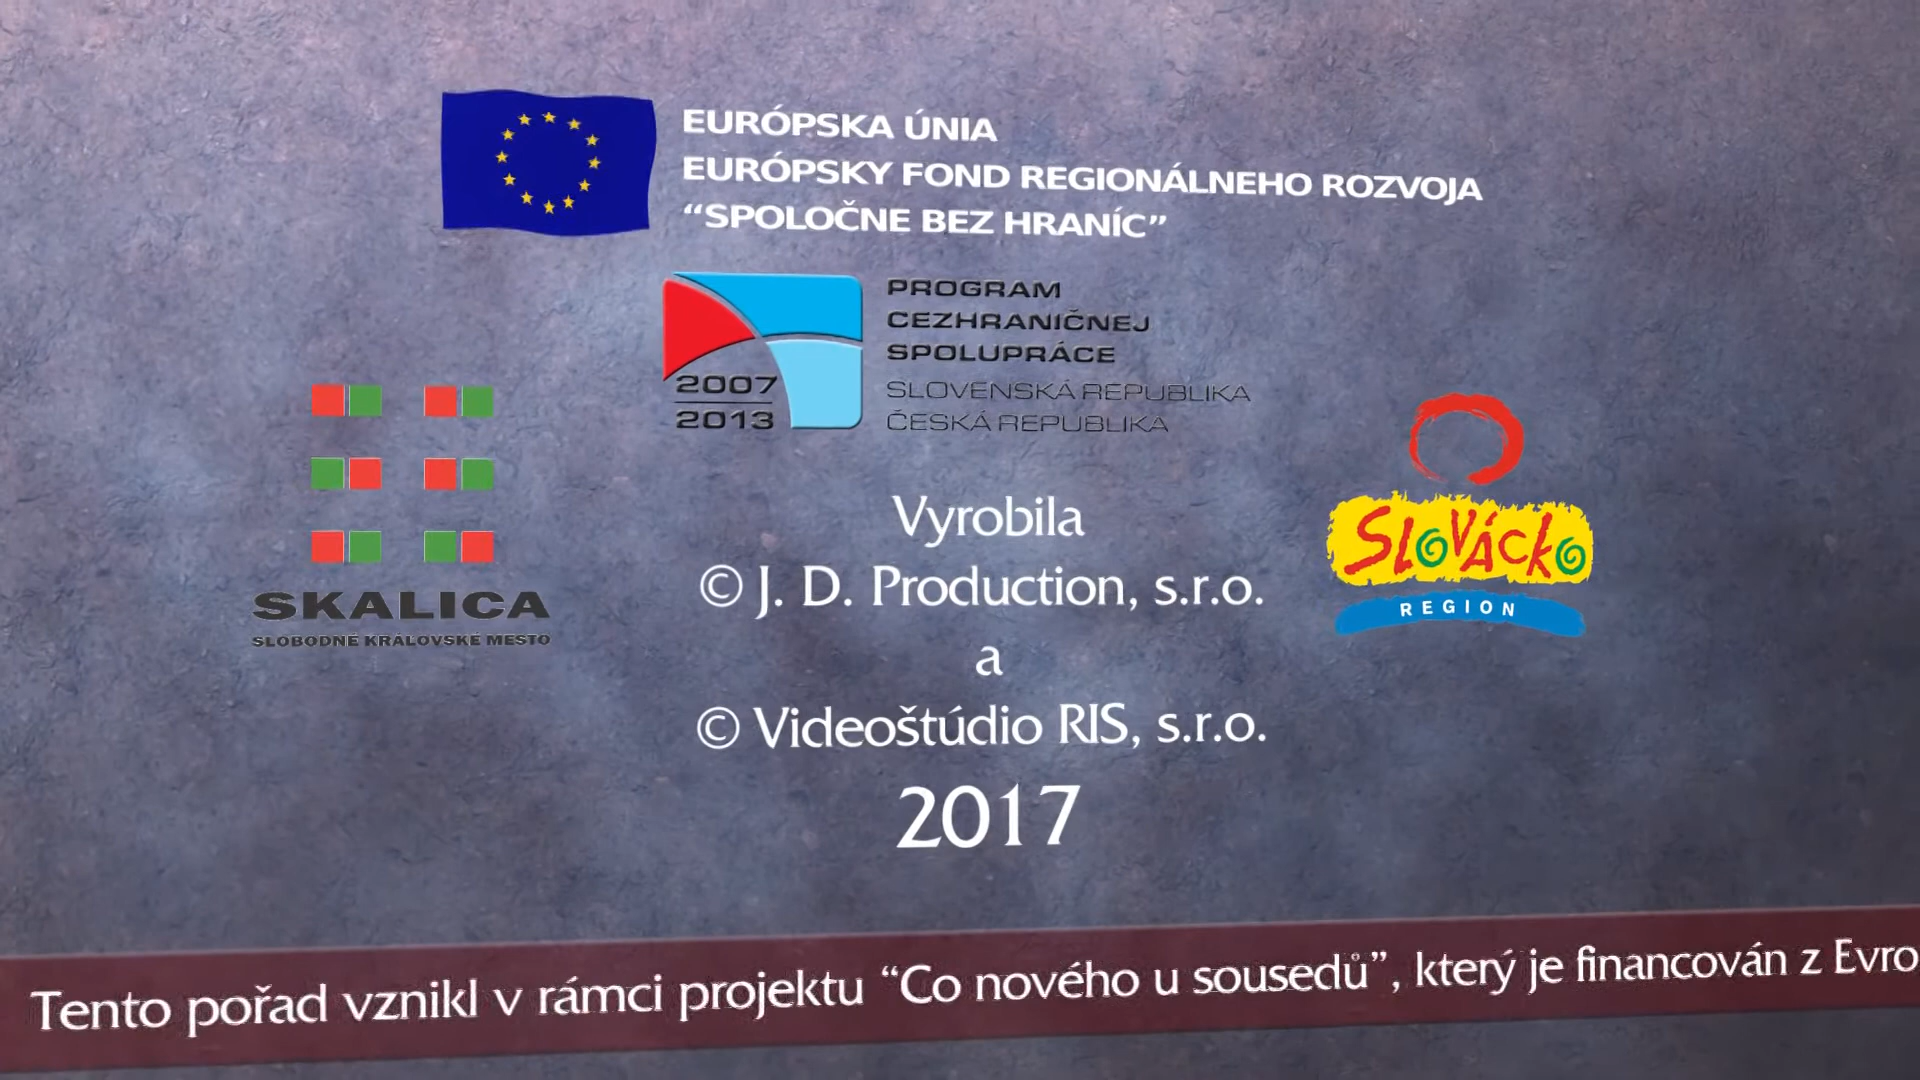 EURÓPSKA ÚNIA
EURÓPSKY FOND REGIONÁLNEHO ROZVOJA
“SPOLOČNE BEZ HRANÍC”
PROGRAM
CEZHRANIČNEJ
SPOLUPRÁCE
SLOVENSKÁ REPUBLIKA
ČESKÁ REPUBLIKA
2007
2013
SKALICA
SLOBODNÉ KRÁĽOVSKÉ MESTO
Vyrobila
© J. D. Production, s.r.o.
a
© Videoštúdio RIS, s.r.o.
2017
SLOVÁCKO
REGION
Tento pořad vznikl v rámci projektu “Co nového u sousedů”, který je financován z Evro